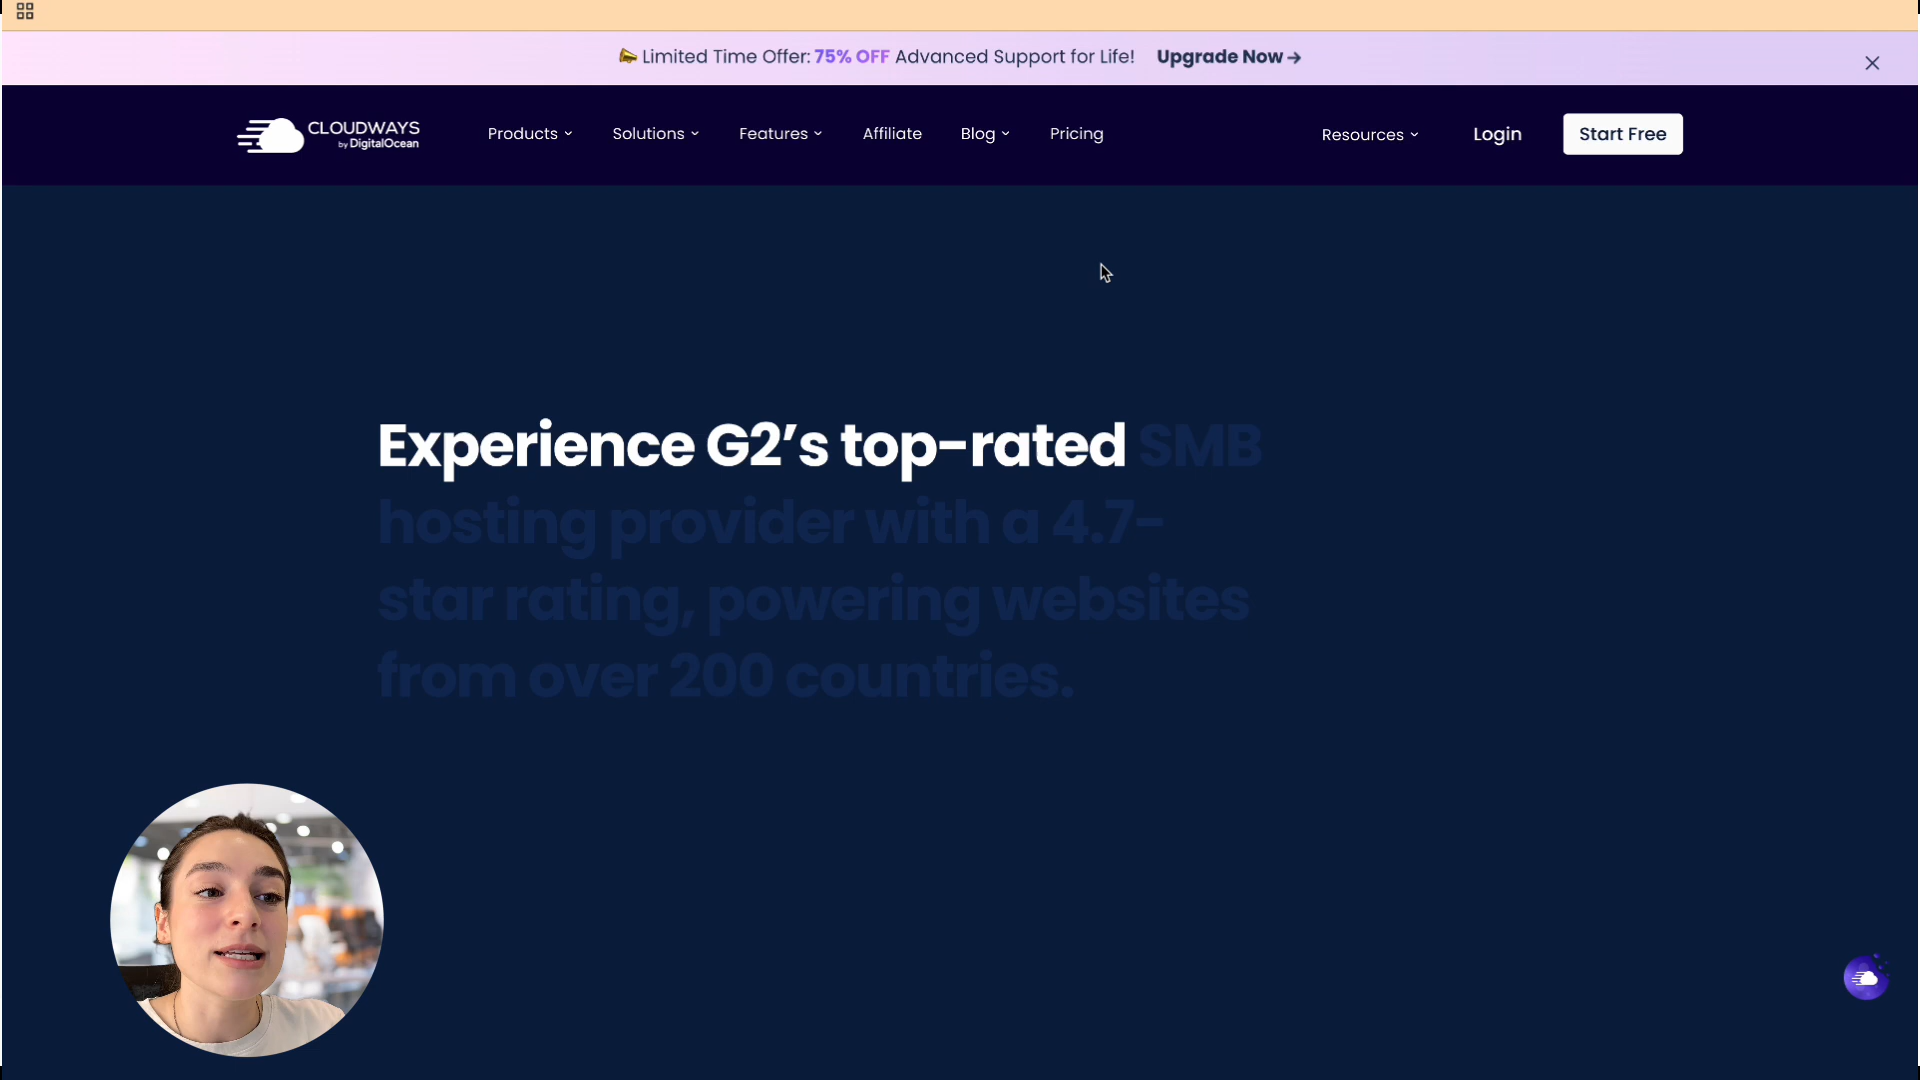 Limited Time Offer: 75% OFF Advanced Support for Life! Upgrade Now →
CLOUDWAYS
by DigitalOcean
Products
Solutions
Features
Affiliate
Blog
Pricing
Resources
Login
Start Free
Experience G2’s top-rated SMB
hosting provider with a 4.7-
star rating, powering websites
from over 200 countries.